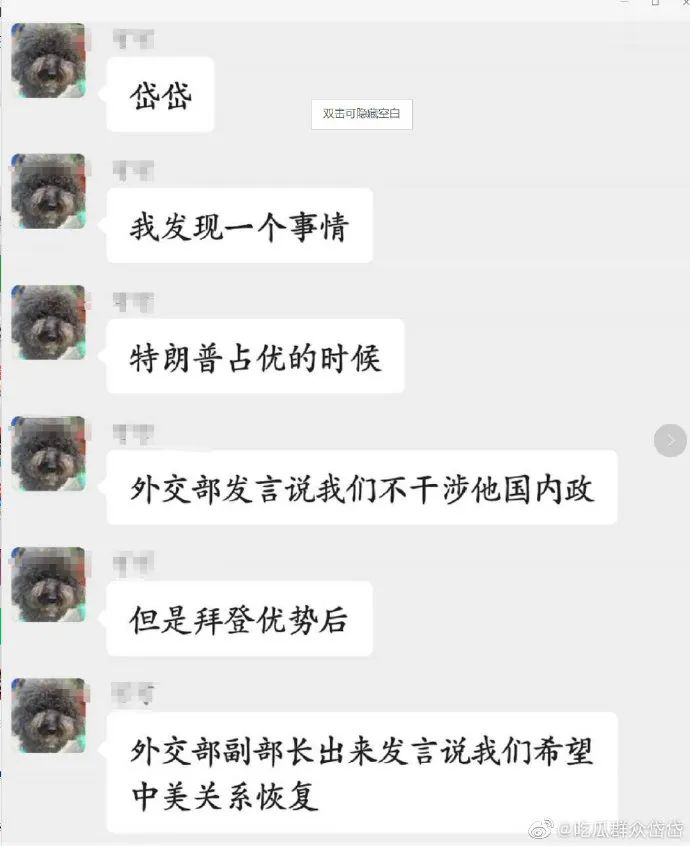 岱岱
双击可隐藏空白
我发现一个事情
特朗普占优的时候
外交部发言说我们不干涉他国内政
但是拜登优势后
外交部副部长出来发言说我们希望
中美关系恢复
@吃瓜群众岱岱